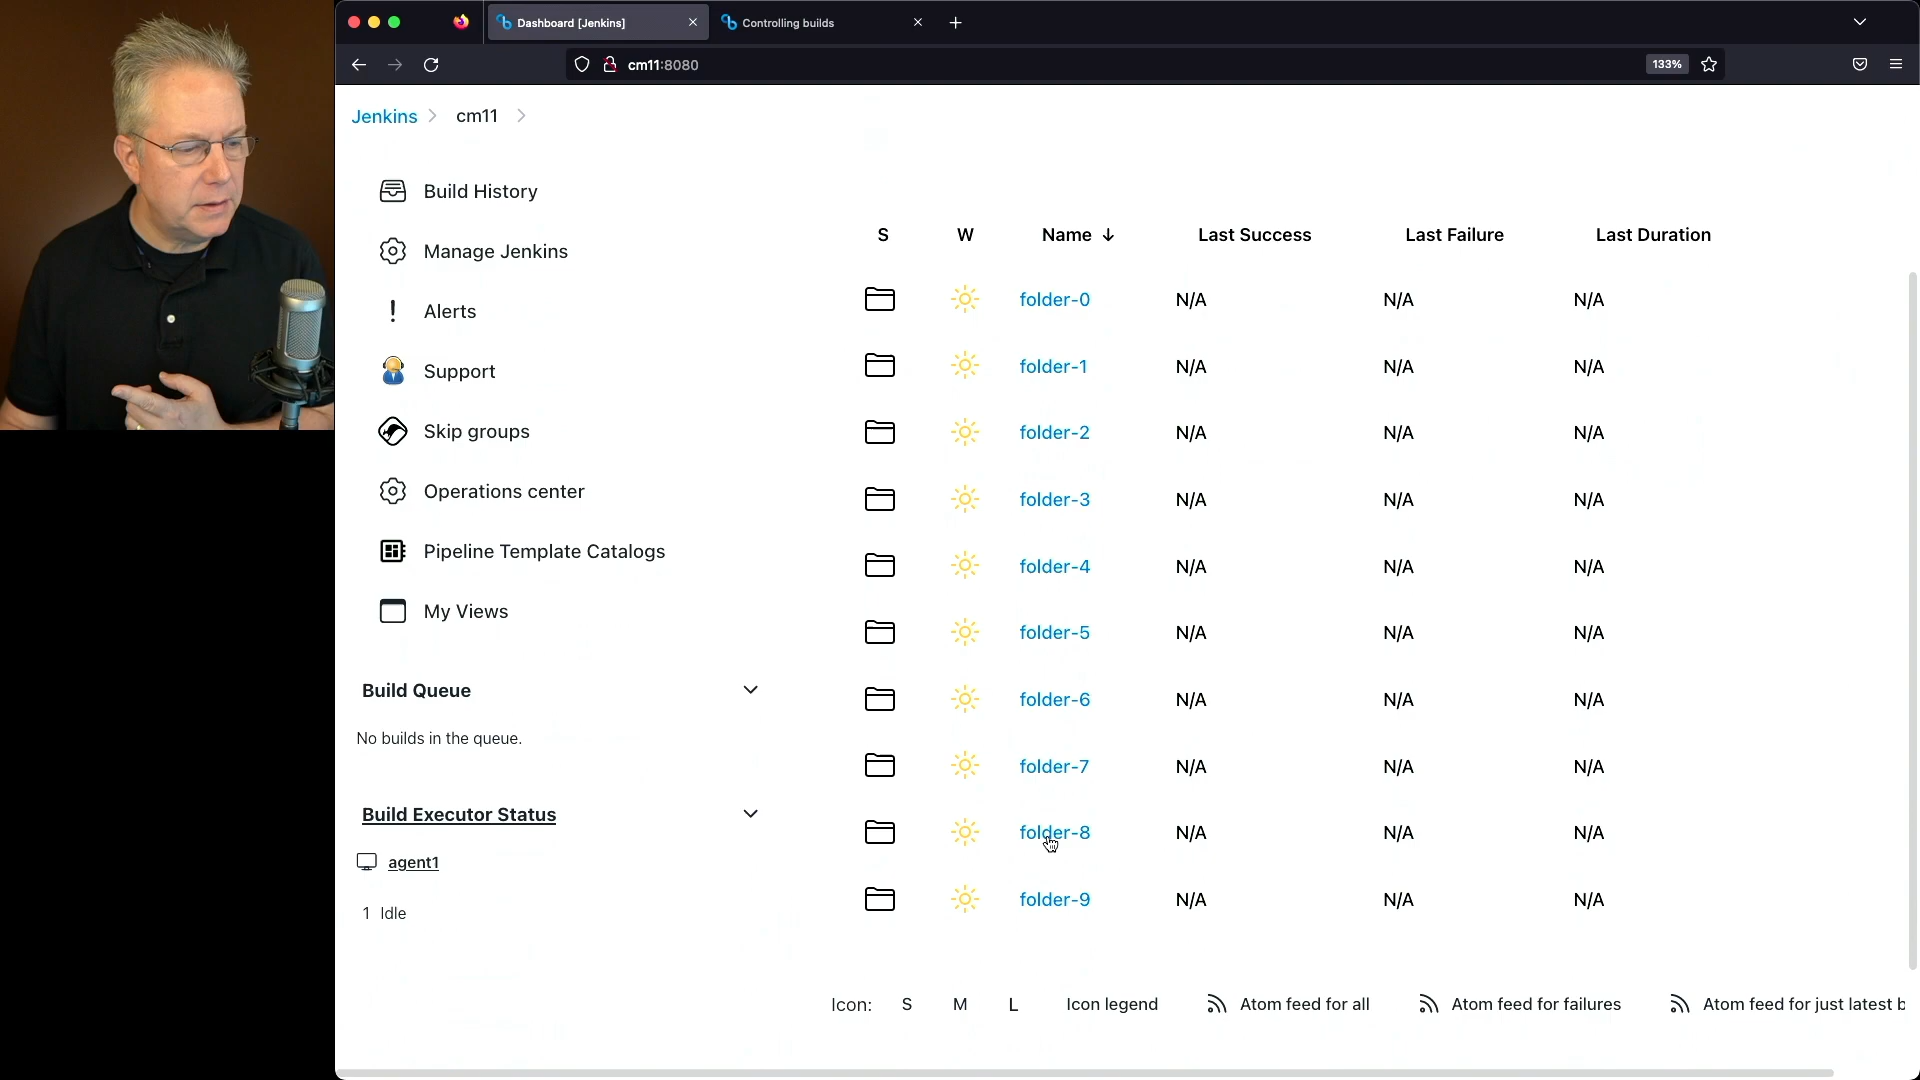 Dashboard [Jenkins]
Controlling builds
cm11:8080
133%
Jenkins
cm11
Build History
Manage Jenkins
Alerts
Support
Skip groups
Operations center
Pipeline Template Catalogs
My Views
Build Queue
No builds in the queue.
Build Executor Status
agent1
1 Idle
S W Name ↓ Last Success Last Failure Last Duration
folder-0 N/A N/A N/A
folder-1 N/A N/A N/A
folder-2 N/A N/A N/A
folder-3 N/A N/A N/A
folder-4 N/A N/A N/A
folder-5 N/A N/A N/A
folder-6 N/A N/A N/A
folder-7 N/A N/A N/A
folder-8 N/A N/A N/A
folder-9 N/A N/A N/A
Icon: S M L Icon legend Atom feed for all Atom feed for failures Atom feed for just latest b